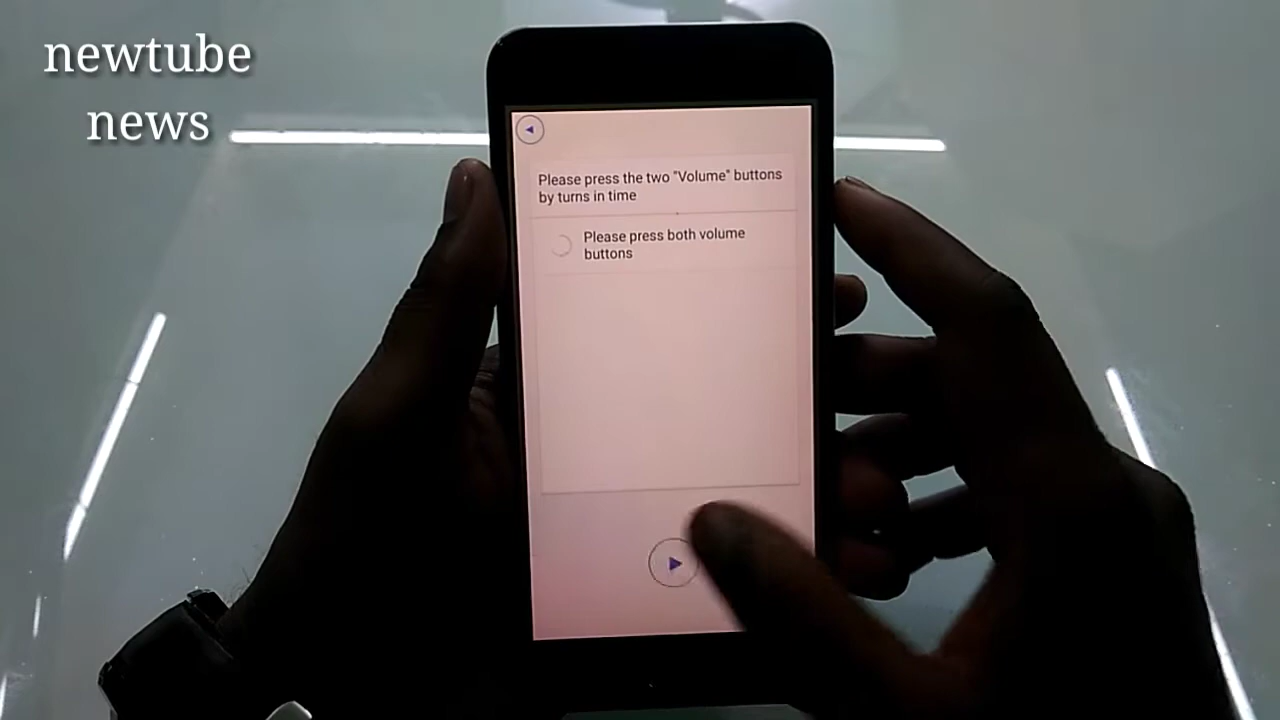 newtube
news
Please press the two "Volume" buttons
by turns in time
Please press both volume
buttons